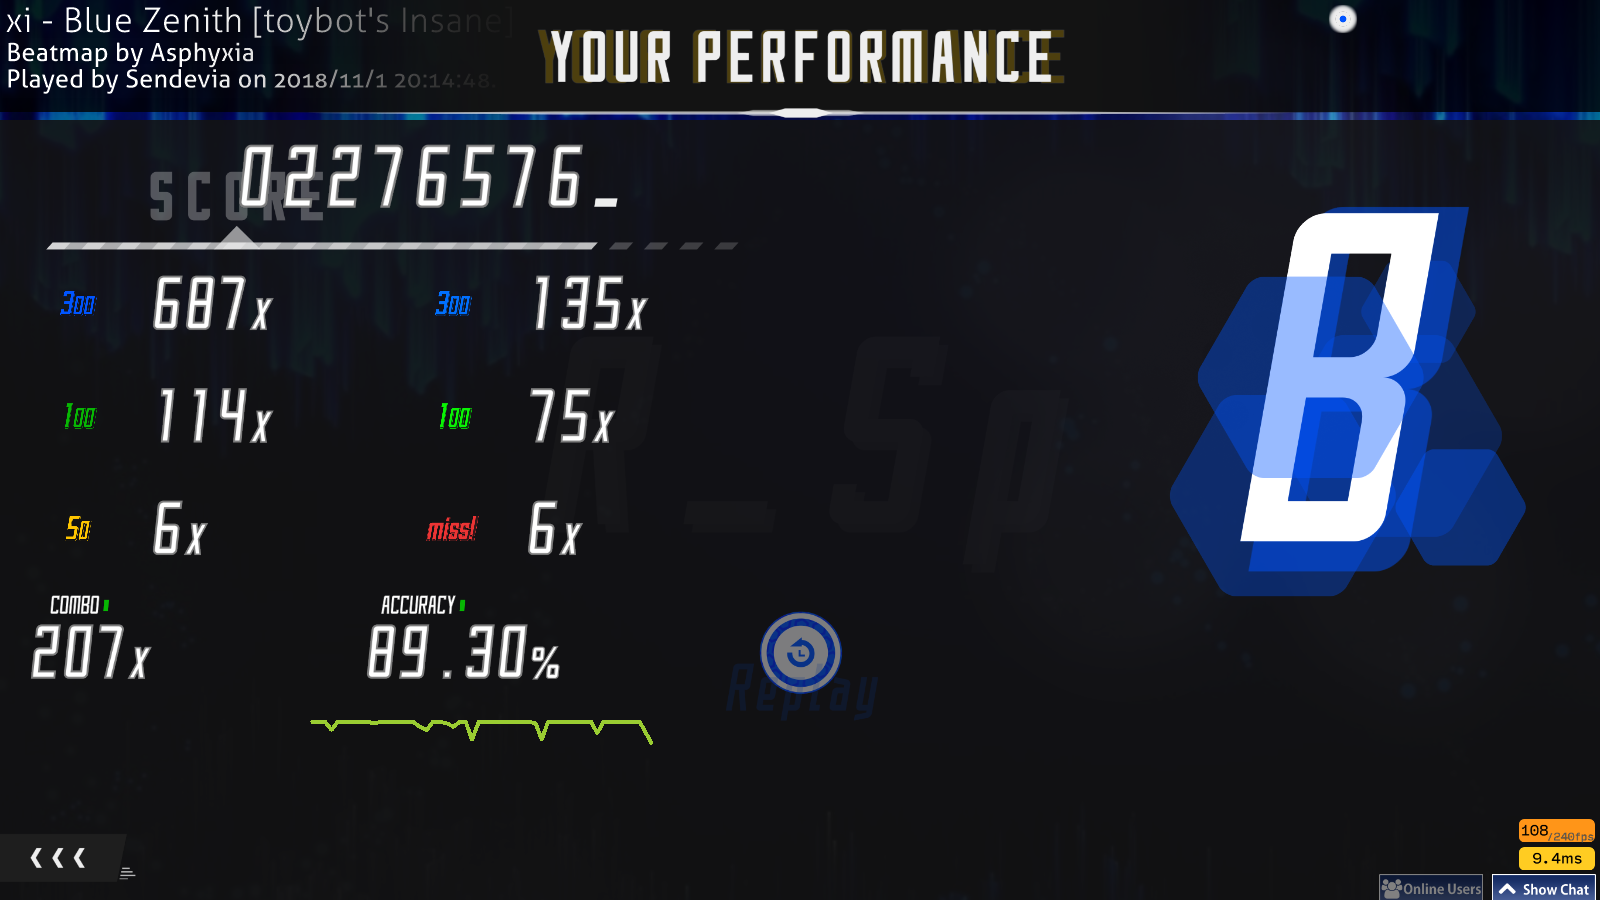 xi - Blue Zenith [toybot's Insane]
Beatmap by Asphyxia
Played by Sendevia on 2018/11/1 20:14:48.
YOUR PERFORMANCE
SCORE
02276576_
300 687x 300 135x
100 114x 100 75x
50 6x miss! 6x
COMBO ACCURACY
207x 89.30%
B
R_Sp
Replay
108/240fps
9.4ms
Online Users Show Chat